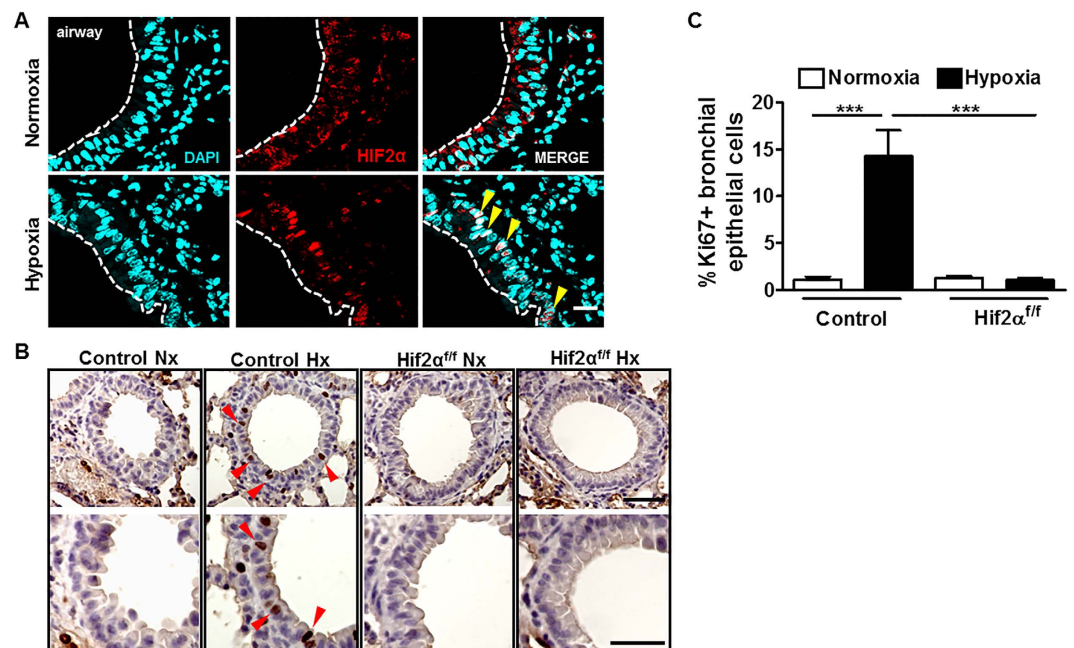 A
airway
Normoxia
DAPI
HIF2α
MERGE
Hypoxia
B
Control Nx
Control Hx
Hif2α^f/f Nx
Hif2α^f/f Hx
C
Normoxia
Hypoxia
% Ki67+ bronchial
epithelial cells
20
15
10
5
0
***
***
Control
Hif2α^f/f